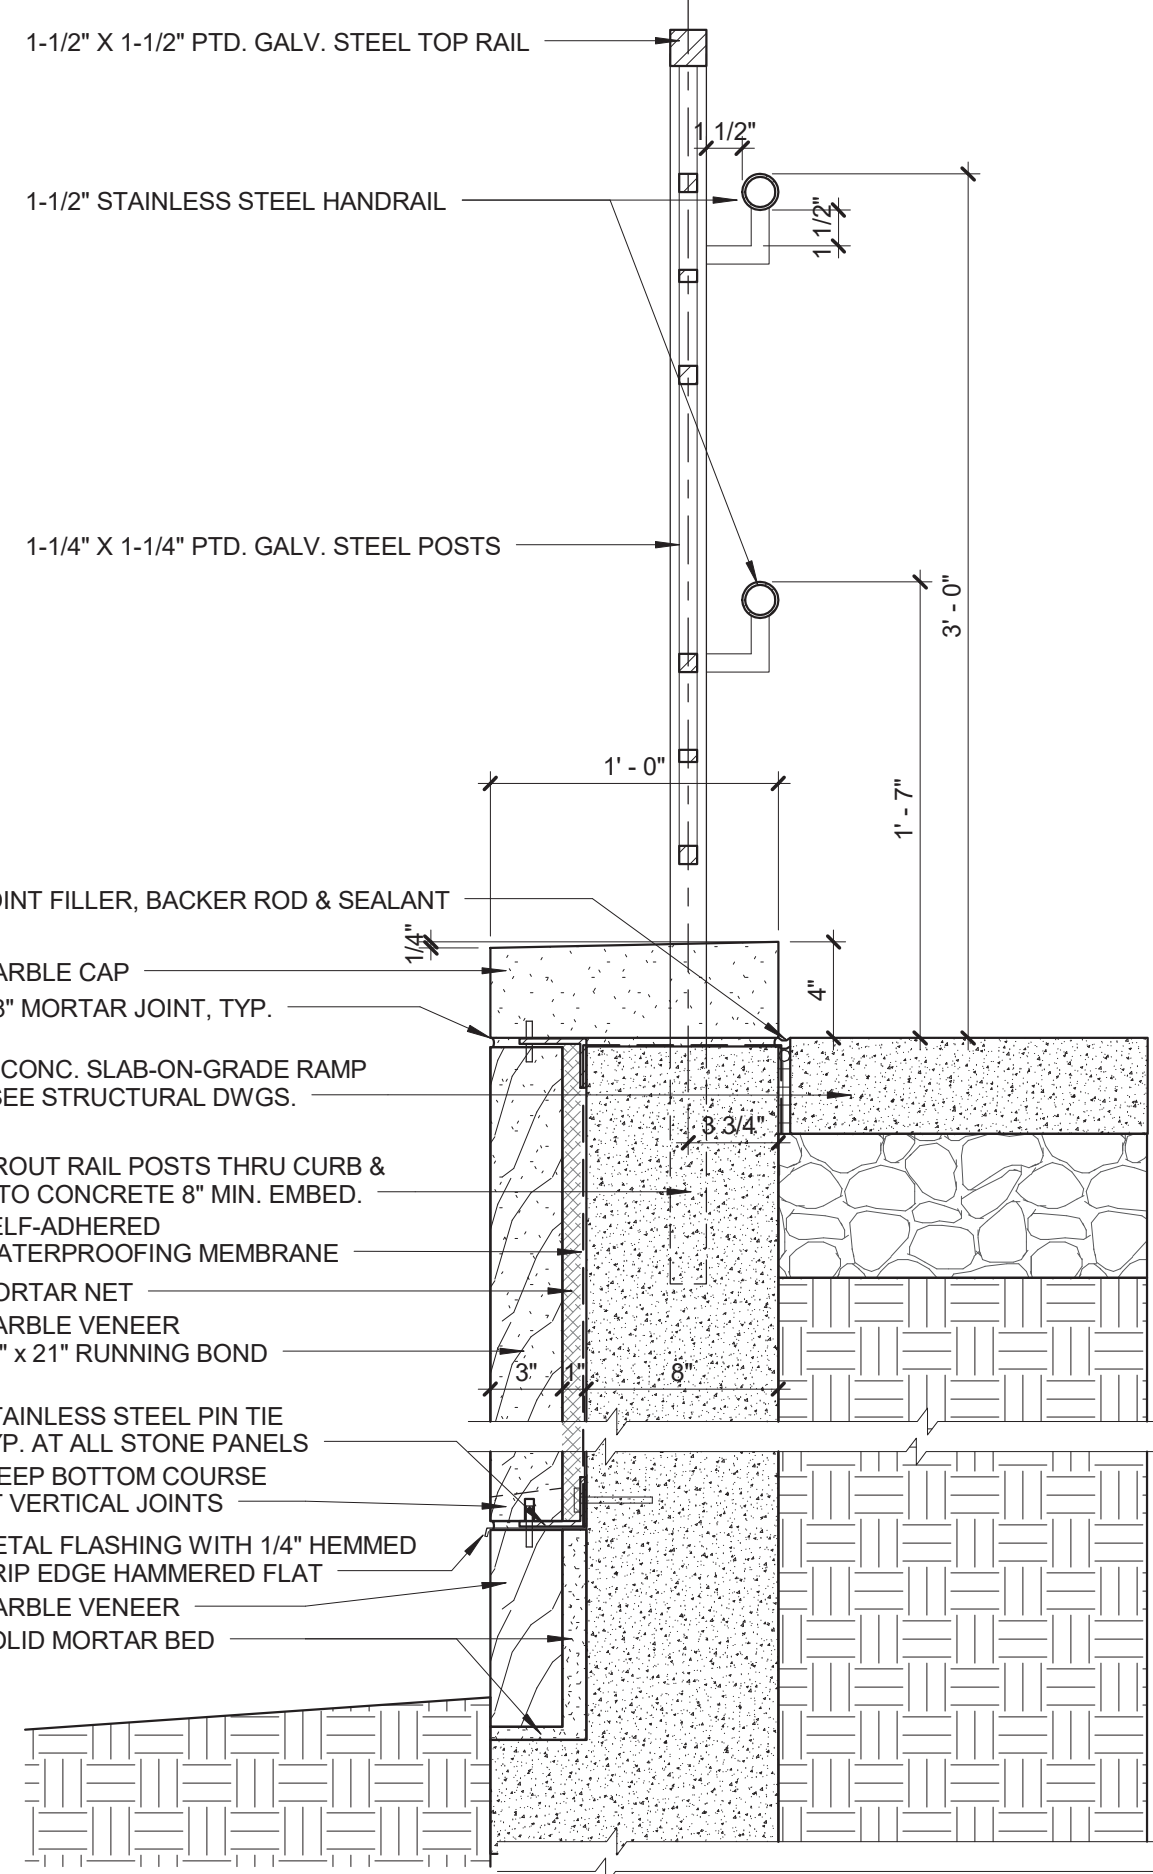 1-1/2" X 1-1/2" PTD. GALV. STEEL TOP RAIL
1 1/2"
1-1/2" STAINLESS STEEL HANDRAIL
1 1/2"
1-1/4" X 1-1/4" PTD. GALV. STEEL POSTS
3' - 0"
1' - 0"
1' - 7"
OINT FILLER, BACKER ROD & SEALANT
1/4"
ARBLE CAP
4"
8" MORTAR JOINT, TYP.
CONC. SLAB-ON-GRADE RAMP
SEE STRUCTURAL DWGS.
3 3/4"
ROUT RAIL POSTS THRU CURB &
TO CONCRETE 8" MIN. EMBED.
ELF-ADHERED
ATERPROOFING MEMBRANE
ORTAR NET
ARBLE VENEER
" x 21" RUNNING BOND
3" 1" 8"
TAINLESS STEEL PIN TIE
YP. AT ALL STONE PANELS
EEP BOTTOM COURSE
T VERTICAL JOINTS
ETAL FLASHING WITH 1/4" HEMMED
RIP EDGE HAMMERED FLAT
ARBLE VENEER
OLID MORTAR BED